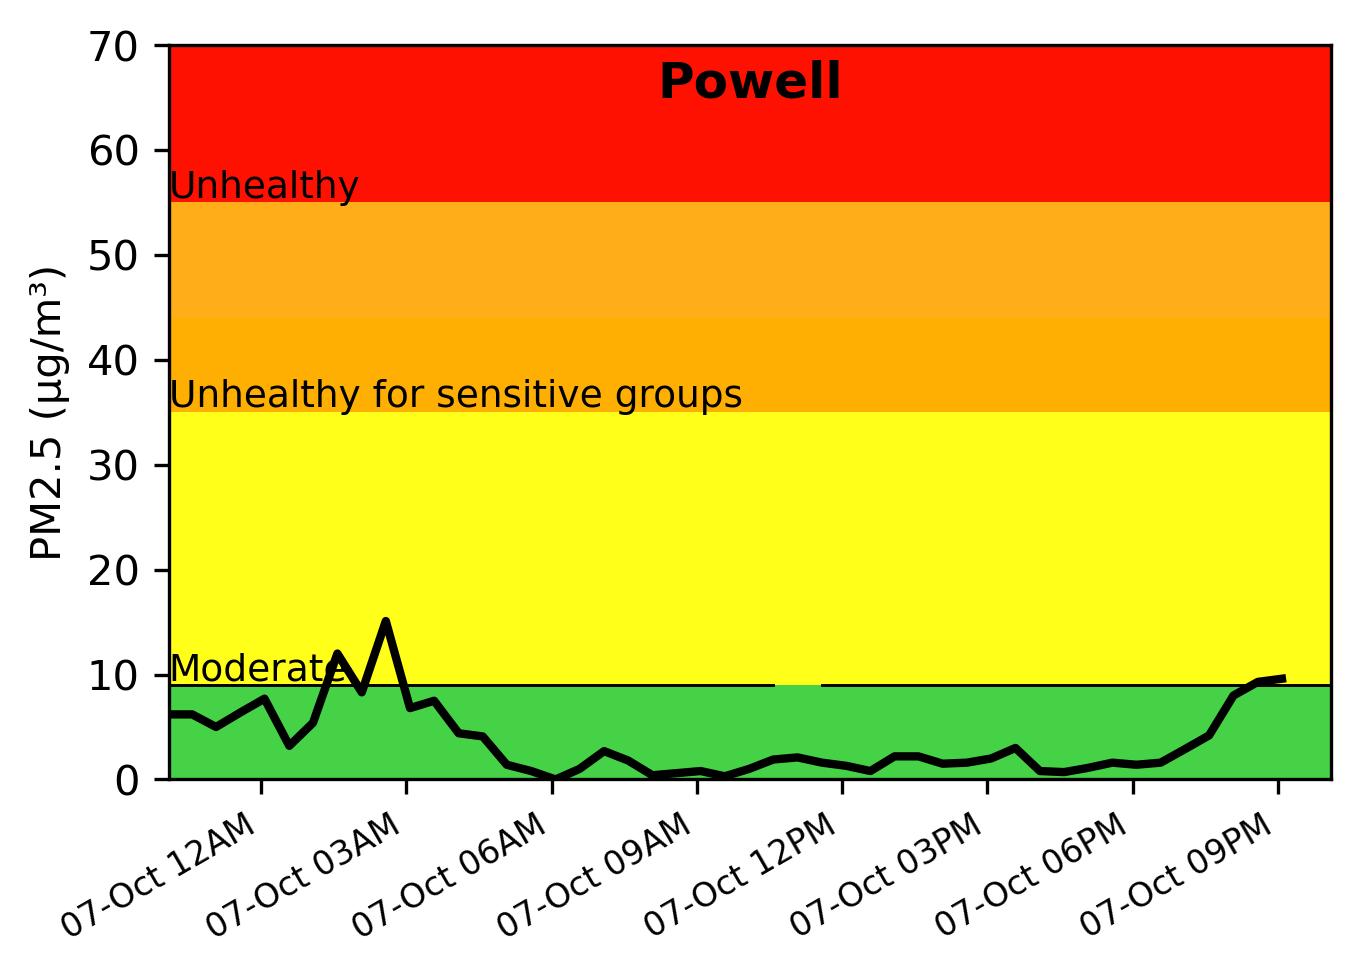 Powell
PM2.5 (µg/m³)
70
60
50
40
30
20
10
0
Unhealthy
Unhealthy for sensitive groups
Moderate
07-Oct 12AM
07-Oct 03AM
07-Oct 06AM
07-Oct 09AM
07-Oct 12PM
07-Oct 03PM
07-Oct 06PM
07-Oct 09PM